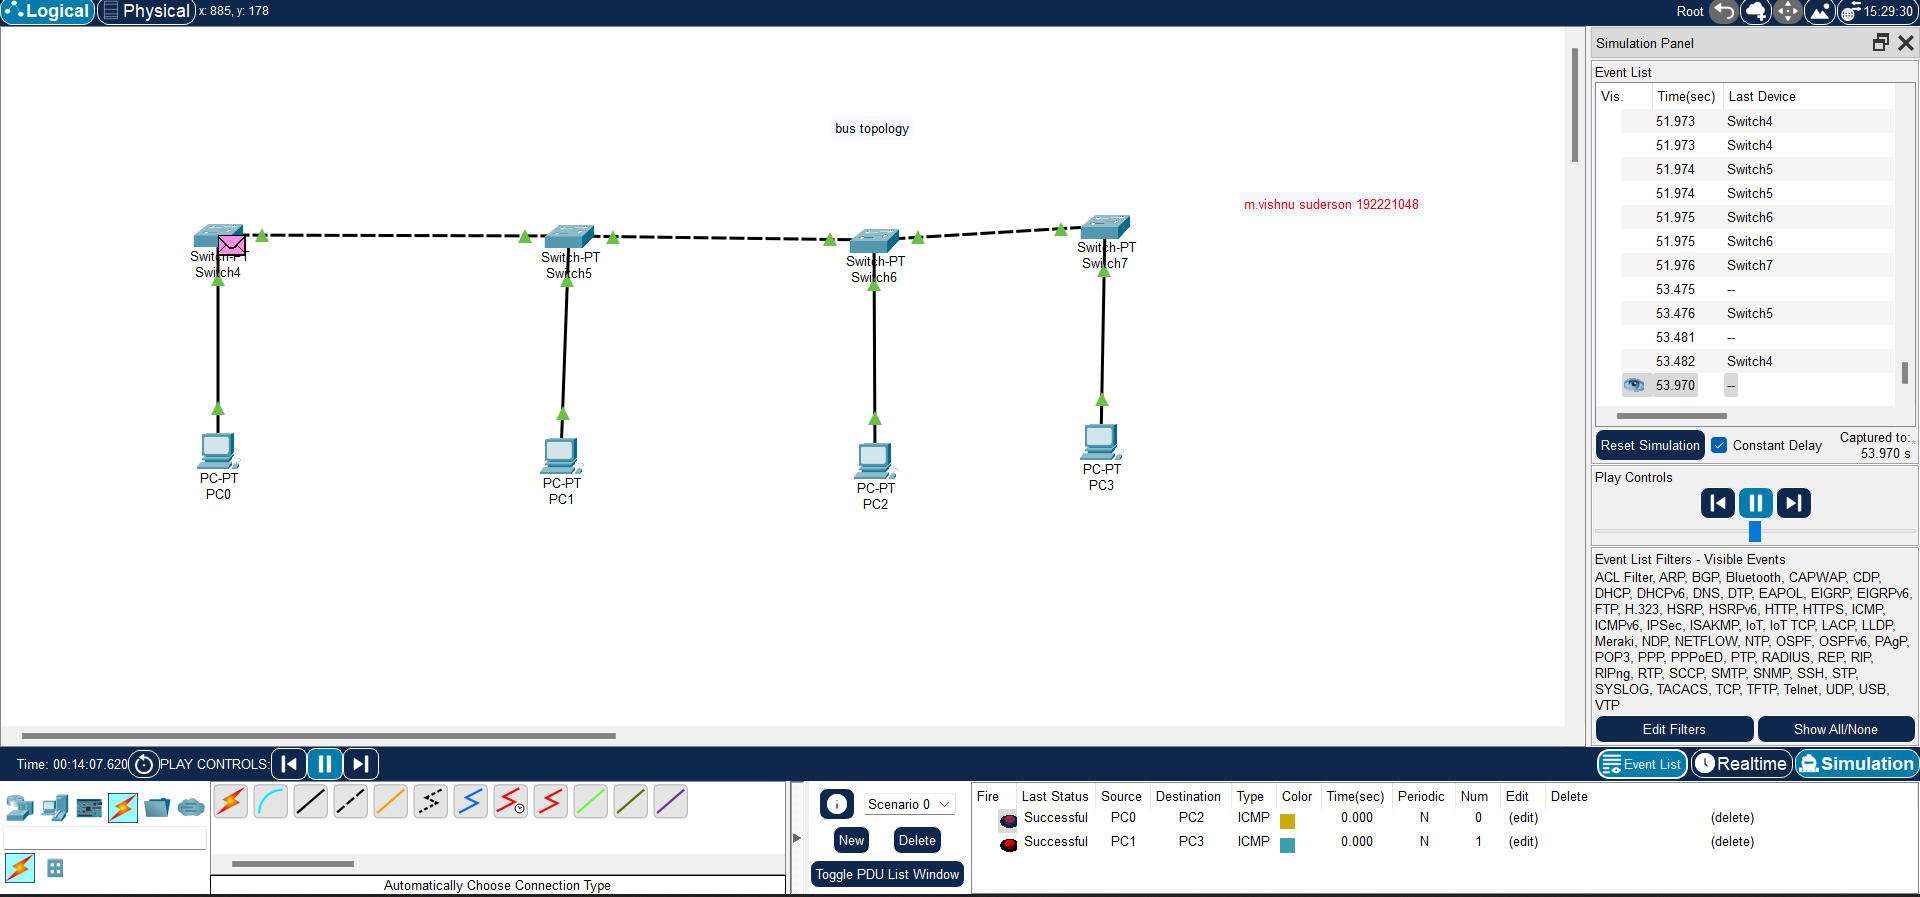 Logical Physical x: 885, y: 178 Root 15:29:30
Simulation Panel
Event List
Vis. Time(sec) Last Device
51.973 Switch4
51.973 Switch4
51.974 Switch5
51.974 Switch5
51.975 Switch6
51.975 Switch6
51.976 Switch7
53.475 --
53.476 Switch5
53.481 --
53.482 Switch4
53.970 --
Reset Simulation Constant Delay Captured to:
53.970 s
Play Controls
Event List Filters - Visible Events
ACL Filter, ARP, BGP, Bluetooth, CAPWAP, CDP,
DHCP, DHCPv6, DNS, DTP, EAPOL, EIGRP, EIGRPv6,
FTP, H.323, HSRP, HSRPv6, HTTP, HTTPS, ICMP,
ICMPv6, IPSec, ISAKMP, IoT, IoT TCP, LACP, LLDP,
Meraki, NDP, NETFLOW, NTP, OSPF, OSPFv6, PAgP,
POP3, PPP, PPPoED, PTP, RADIUS, REP, RIP,
RIPng, RTP, SCCP, SMTP, SNMP, SSH, STP,
SYSLOG, TACACS, TCP, TFTP, Telnet, UDP, USB,
VTP
Edit Filters Show All/None
bus topology
m.vishnu suderson 192221048
Switch-PT
Switch4
Switch-PT
Switch5
Switch-PT
Switch6
Switch-PT
Switch7
PC-PT
PC0
PC-PT
PC1
PC-PT
PC2
PC-PT
PC3
Time: 00:14:07.620 PLAY CONTROLS: Event List Realtime Simulation
Scenario 0
New Delete
Toggle PDU List Window
Automatically Choose Connection Type
Fire Last Status Source Destination Type Color Time(sec) Periodic Num Edit Delete
Successful PC0 PC2 ICMP 0.000 N 0 (edit) (delete)
Successful PC1 PC3 ICMP 0.000 N 1 (edit) (delete)